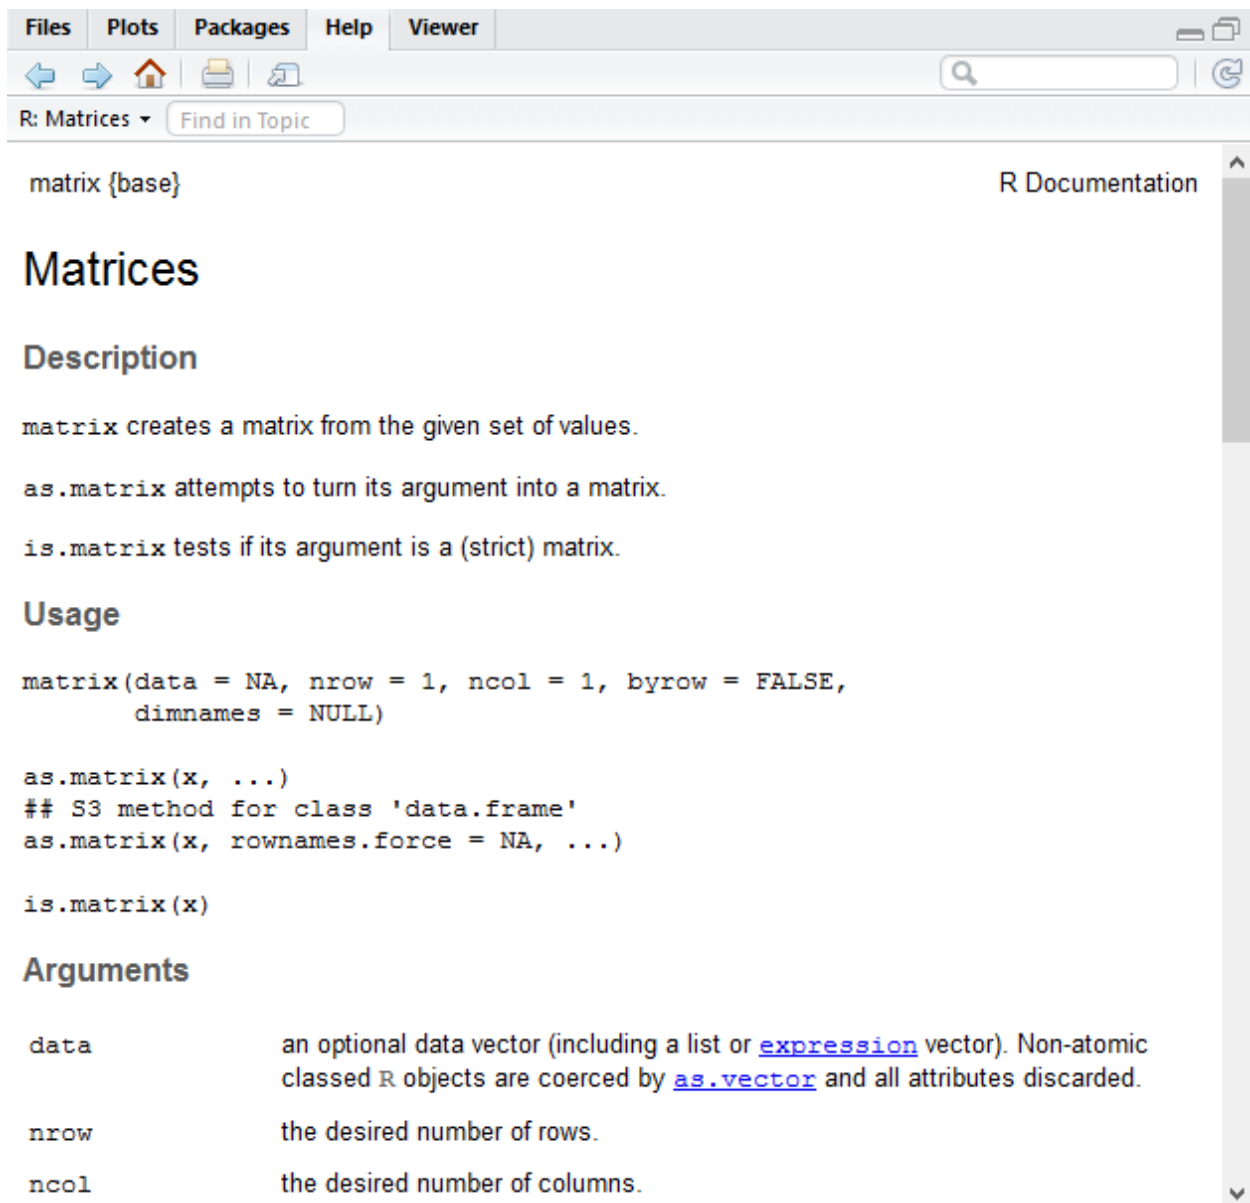 Files Plots Packages Help Viewer
R: Matrices Find in Topic
matrix {base} R Documentation
Matrices
Description
matrix creates a matrix from the given set of values.
as.matrix attempts to turn its argument into a matrix.
is.matrix tests if its argument is a (strict) matrix.
Usage
matrix(data = NA, nrow = 1, ncol = 1, byrow = FALSE,
       dimnames = NULL)
as.matrix(x, ...)
## S3 method for class 'data.frame'
as.matrix(x, rownames.force = NA, ...)
is.matrix(x)
Arguments
data an optional data vector (including a list or expression vector). Non-atomic
classed R objects are coerced by as.vector and all attributes discarded.
nrow the desired number of rows.
ncol the desired number of columns.